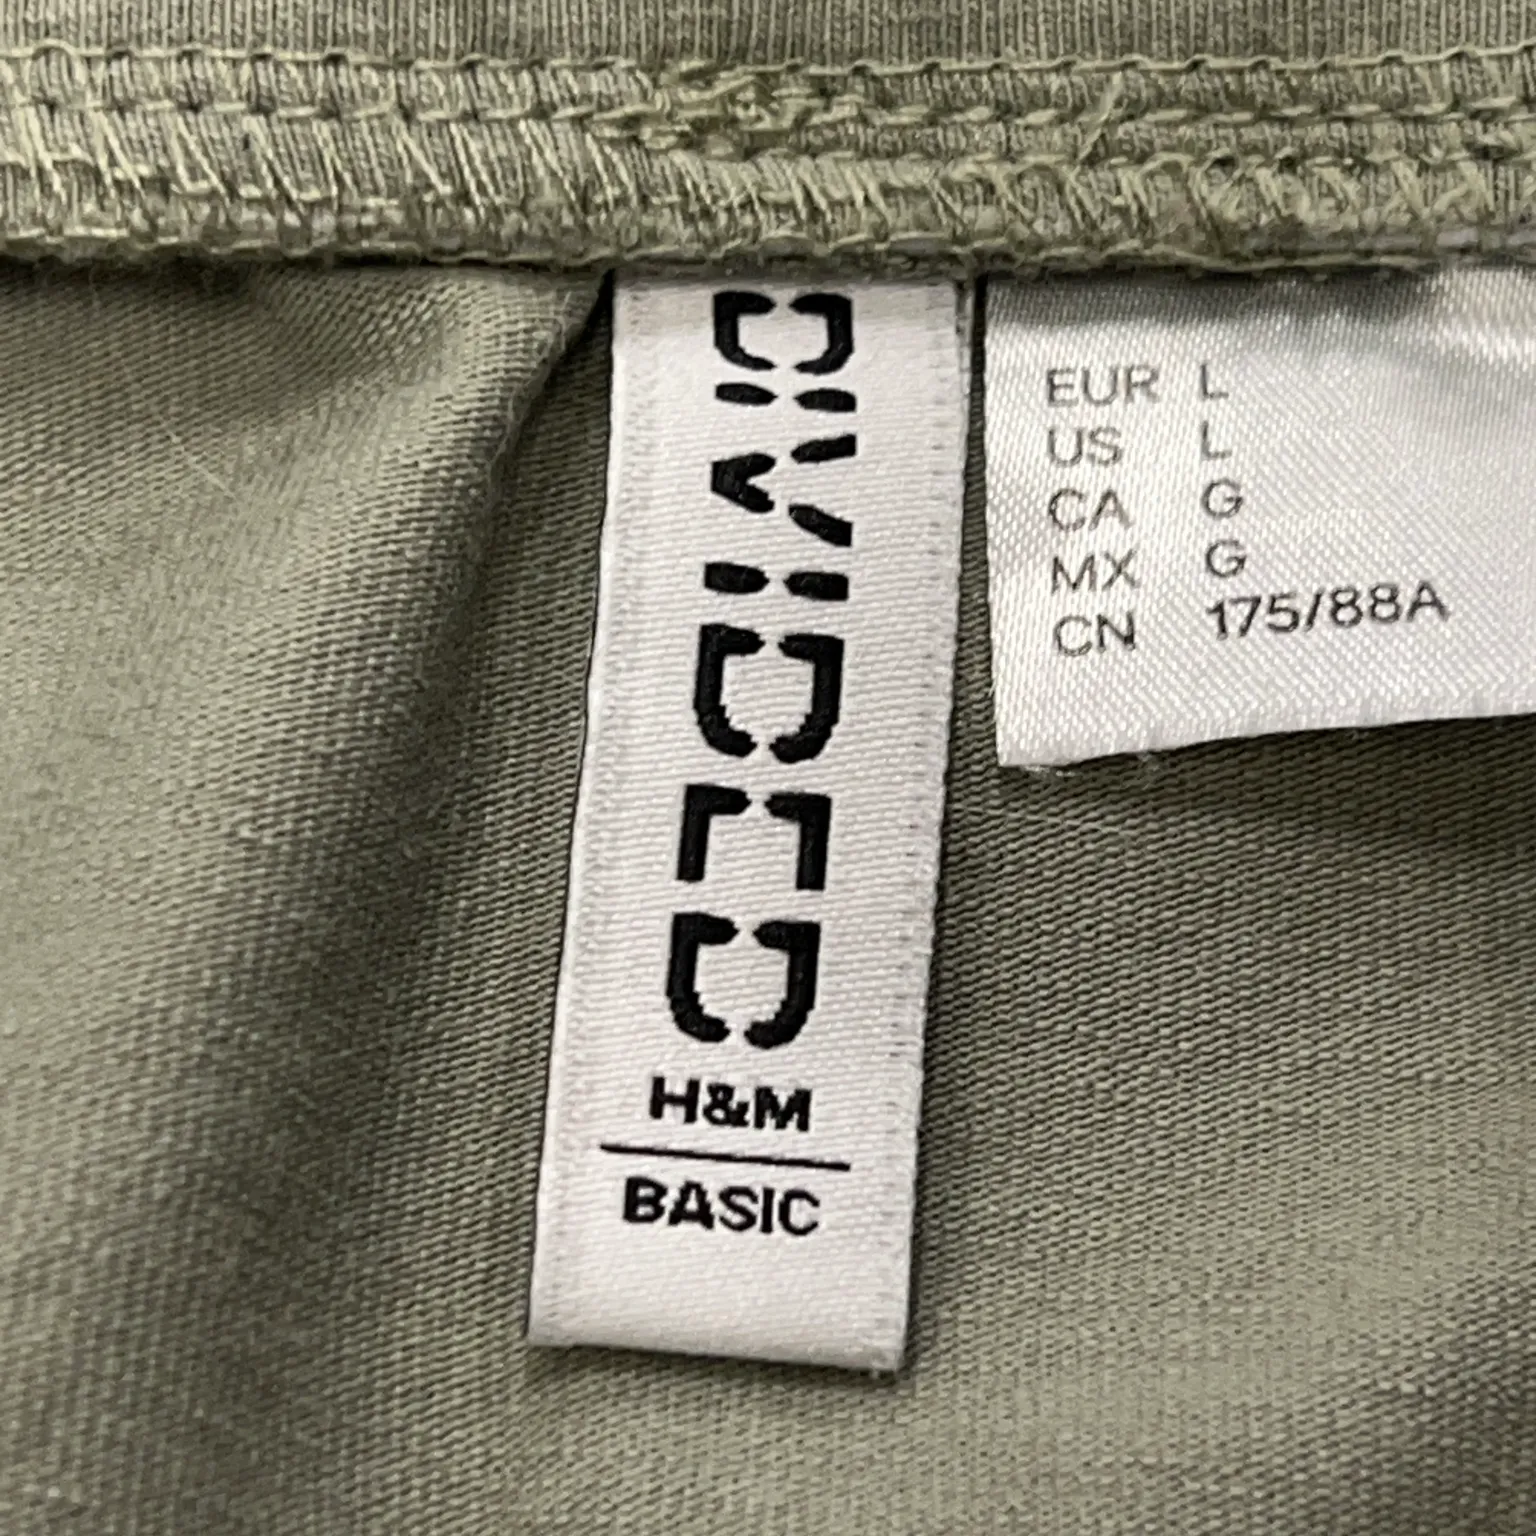 DIVIDED
H&M
BASIC
EUR L
US L
CA G
MX G
CN 175/88A